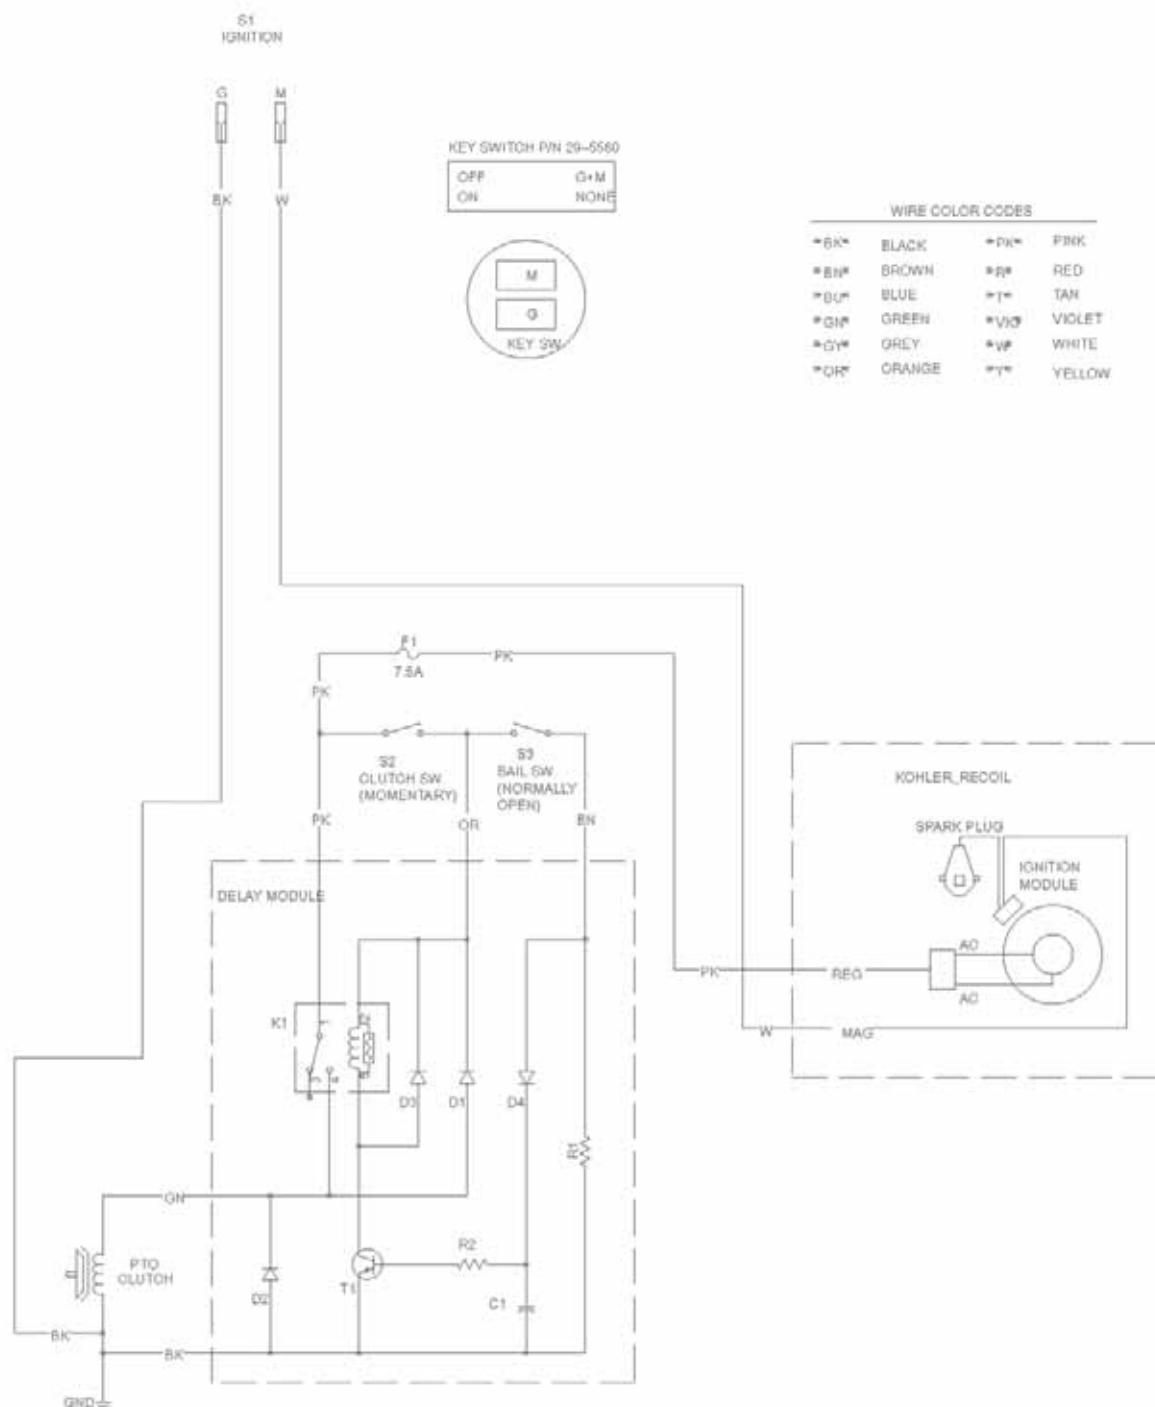 S1
IGNITION
G M
BK W
KEY SWITCH P/N 29-5560
OFF G+M
ON NONE
M
G
KEY SW
WIRE COLOR CODES
"BK" BLACK "PK" PINK
"BN" BROWN "R" RED
"BU" BLUE "T" TAN
"GN" GREEN "VIO" VIOLET
"GY" GREY "W" WHITE
"OR" ORANGE "Y" YELLOW
F1
7.5A
PK
PK
S2
CLUTCH SW.
(MOMENTARY)
S3
BAIL SW.
(NORMALLY
OPEN)
PK OR BN
KOHLER_RECOIL
SPARK PLUG
IGNITION
MODULE
AC
AC
PK REG
W MAG
DELAY MODULE
K1
D3 D1 D4
R1
GN
PTO
CLUTCH
D2
T1
R2
C1
BK
BK
GND